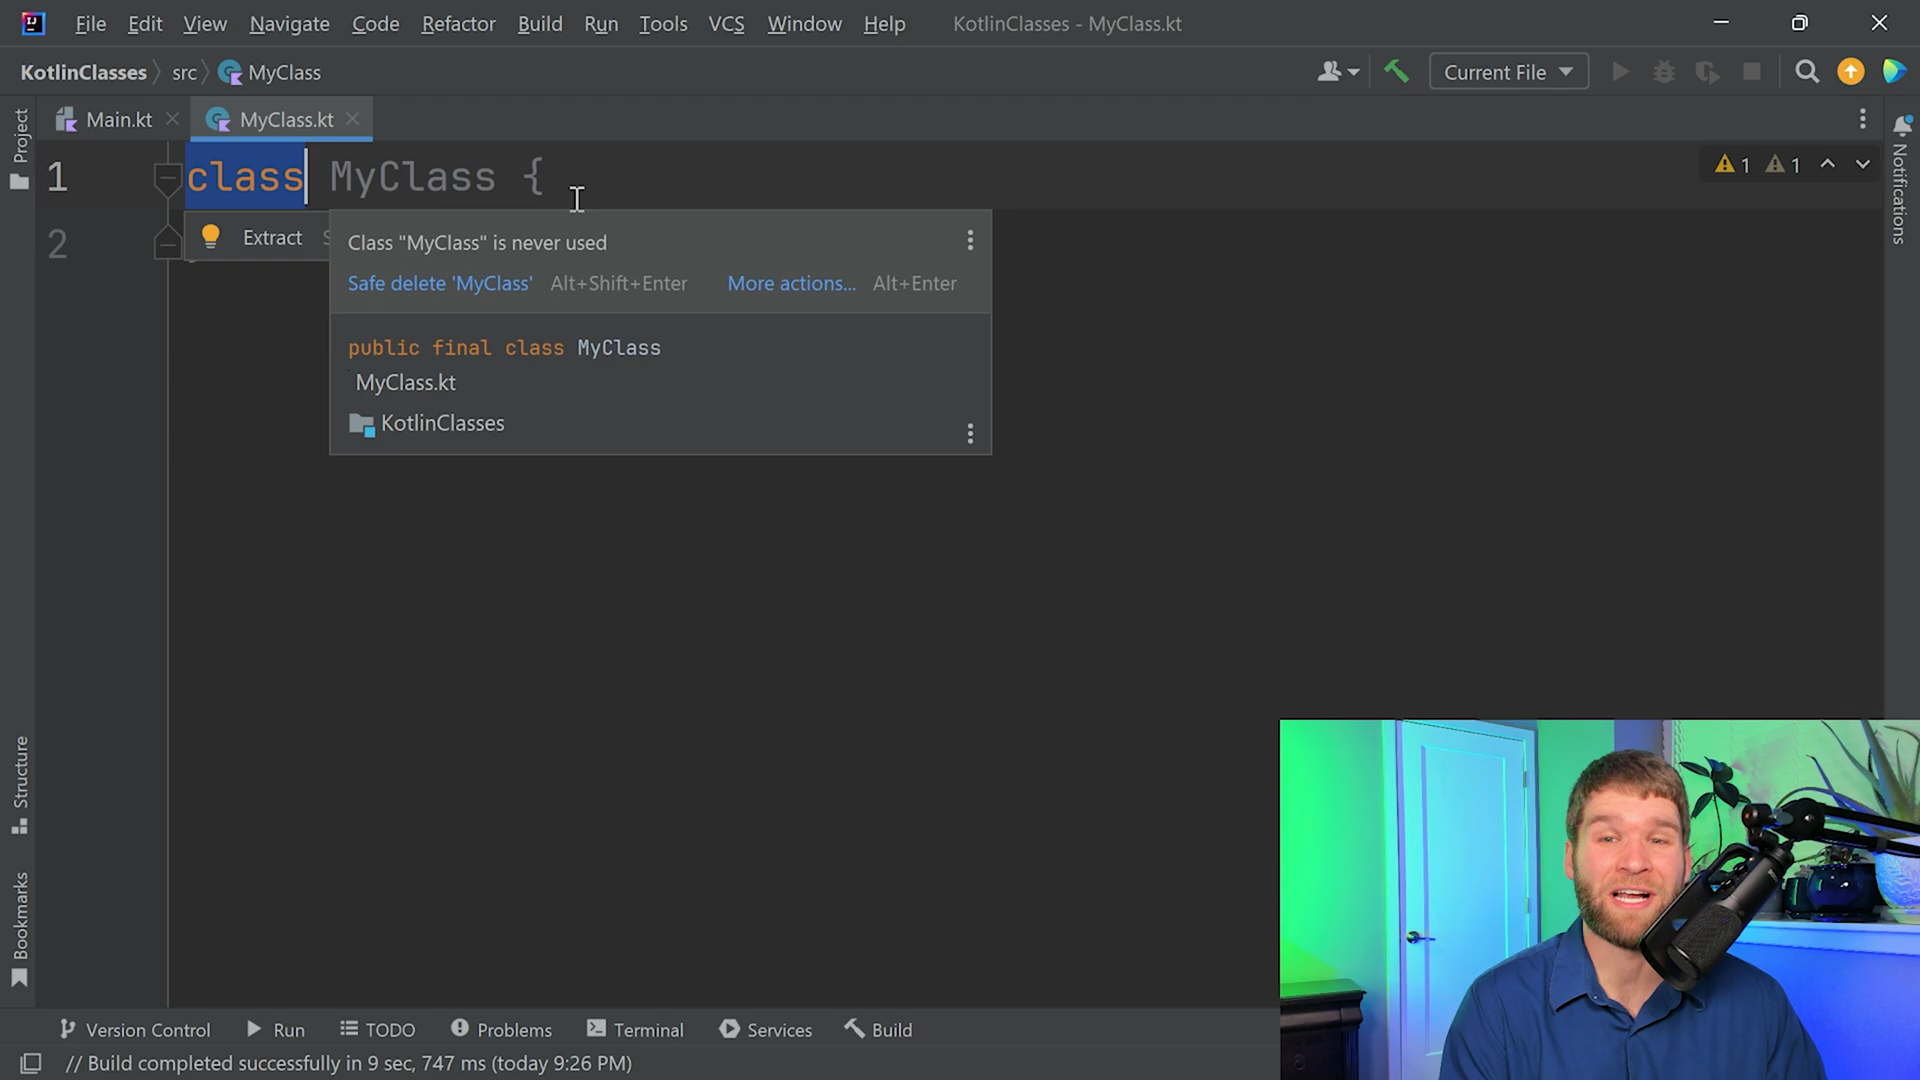 File Edit View Navigate Code Refactor Build Run Tools VCS Window Help KotlinClasses - MyClass.kt
KotlinClasses src MyClass Current File
Project
Main.kt MyClass.kt
1 class MyClass {
1 1
2
Extract
Class "MyClass" is never used
Safe delete 'MyClass' Alt+Shift+Enter More actions... Alt+Enter
public final class MyClass
MyClass.kt
KotlinClasses
Notifications
Structure
Bookmarks
Version Control Run TODO Problems Terminal Services Build
// Build completed successfully in 9 sec, 747 ms (today 9:26 PM)